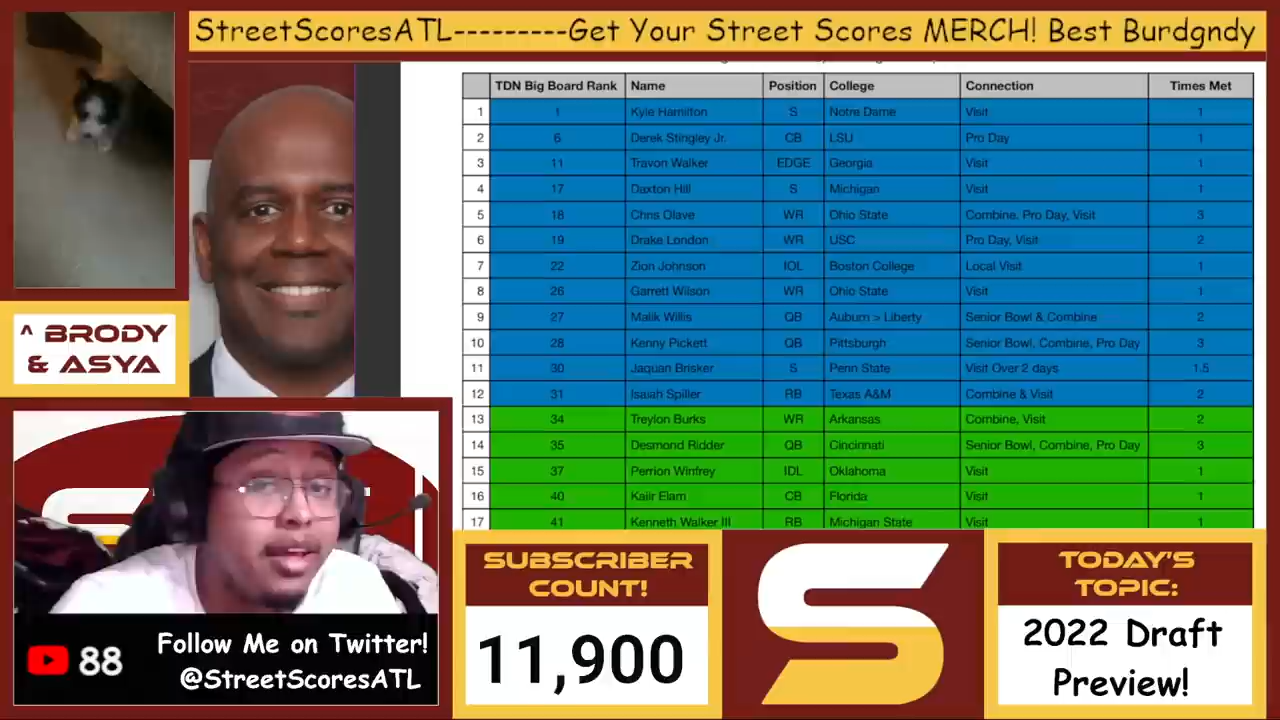 StreetScoresATL---------Get Your Street Scores MERCH! Best Burdgndy
TDN Big Board Rank Name Position College Connection Times Met
1 1 Kyle Hamilton S Notre Dame Visit 1
2 6 Derek Stingley Jr. CB LSU Pro Day 1
3 11 Travon Walker EDGE Georgia Visit 1
4 17 Daxton Hill S Michigan Visit 1
5 18 Chris Olave WR Ohio State Combine, Pro Day, Visit 3
6 19 Drake London WR USC Pro Day, Visit 2
7 22 Zion Johnson IOL Boston College Local Visit 1
8 26 Garrett Wilson WR Ohio State Visit 1
9 27 Malik Willis QB Auburn > Liberty Senior Bowl & Combine 2
10 28 Kenny Pickett QB Pittsburgh Senior Bowl, Combine, Pro Day 3
11 30 Jaquan Brisker S Penn State Visit Over 2 days 1.5
12 31 Isaiah Spiller RB Texas A&M Combine & Visit 2
13 34 Treylon Burks WR Arkansas Combine, Visit 2
14 35 Desmond Ridder QB Cincinnati Senior Bowl, Combine, Pro Day 3
15 37 Perrion Winfrey IDL Oklahoma Visit 1
16 40 Kaiir Elam CB Florida Visit 1
17 41 Kenneth Walker III RB Michigan State Visit 1
^ BRODY
& ASYA
Follow Me on Twitter!
88 @StreetScoresATL
SUBSCRIBER
COUNT!
11,900
S
TODAY'S
TOPIC:
2022 Draft
Preview!